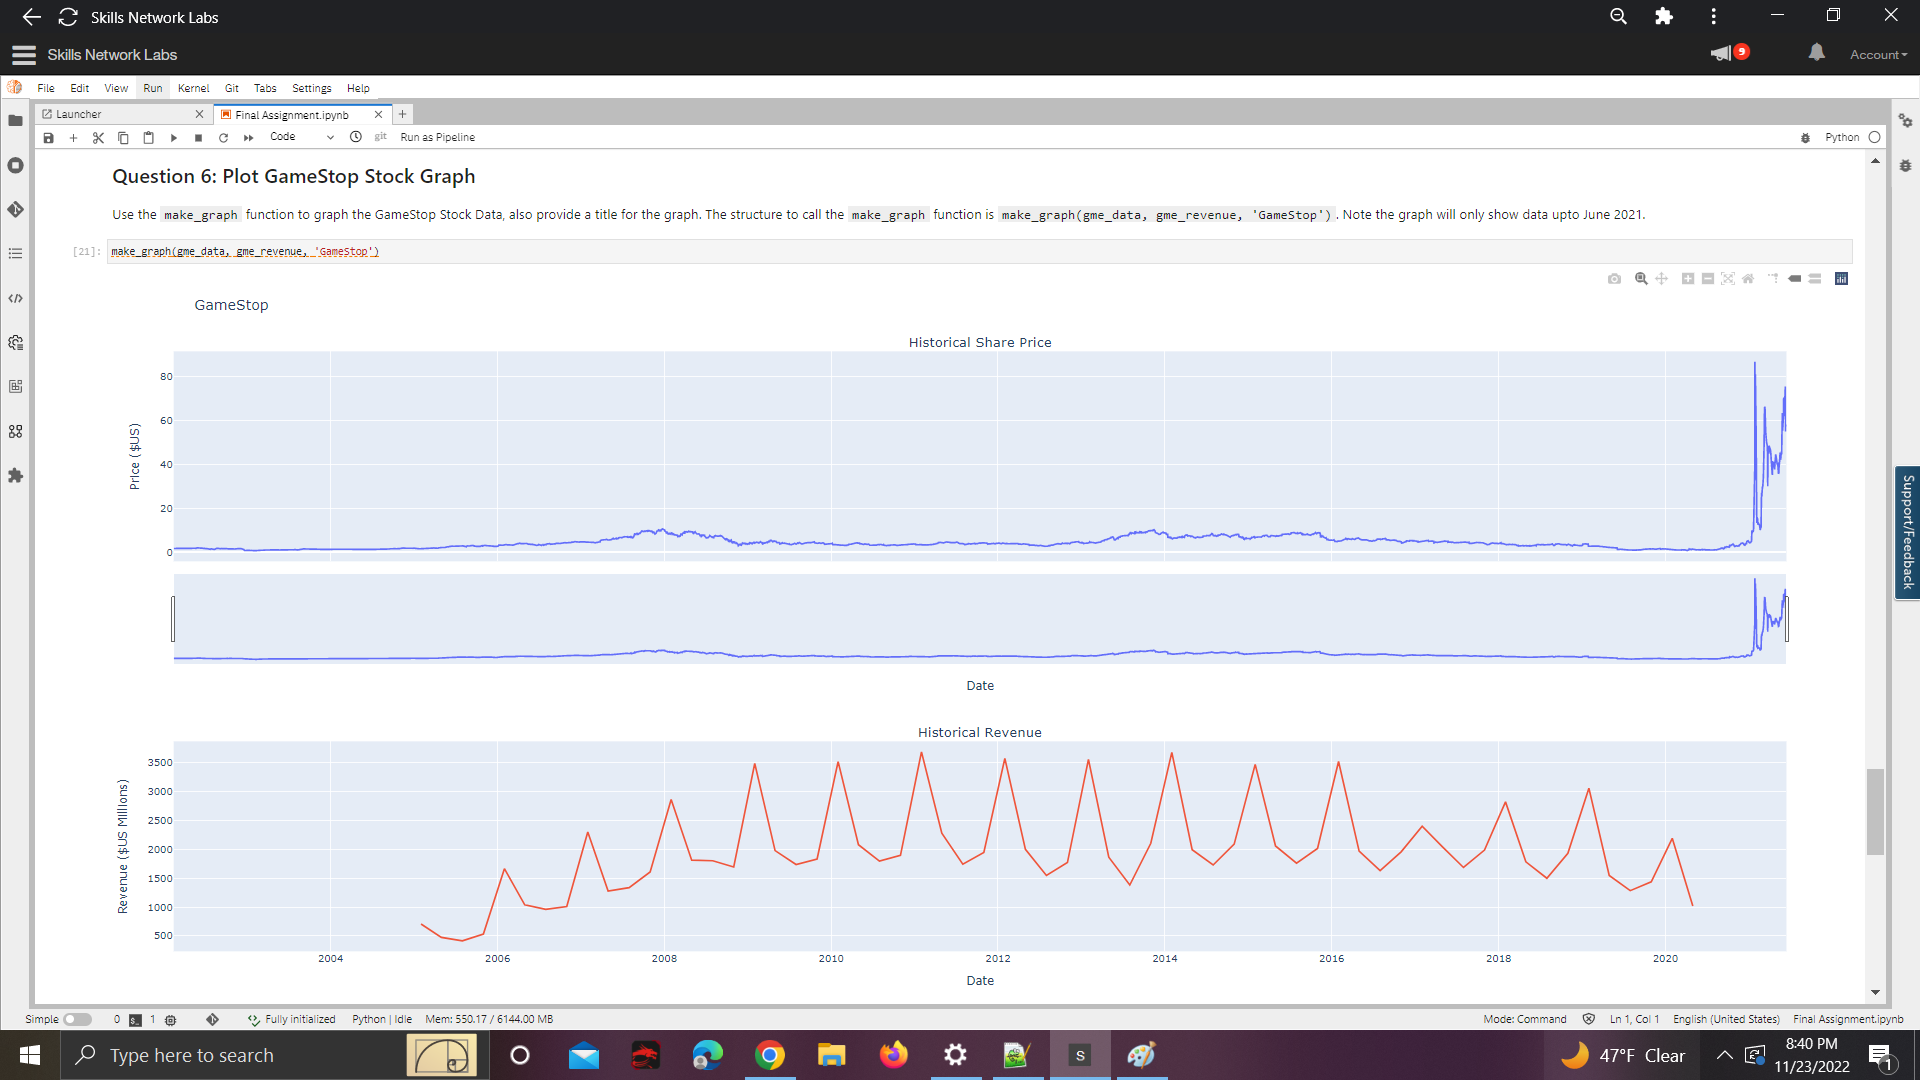 Skills Network Labs
Skills Network Labs
9
Account
File Edit View Run Kernel Git Tabs Settings Help
Launcher
Final Assignment.ipynb
Code
git
Run as Pipeline
Python
Question 6: Plot GameStop Stock Graph
Use the make_graph function to graph the GameStop Stock Data, also provide a title for the graph. The structure to call the make_graph function is make_graph(gme_data, gme_revenue, 'GameStop'). Note the graph will only show data upto June 2021.
[21]: make_graph(gme_data, gme_revenue, 'GameStop')
GameStop
Historical Share Price
Price ($US)
80
60
40
20
0
Date
Historical Revenue
Revenue ($US Millions)
3500
3000
2500
2000
1500
1000
500
2004 2006 2008 2010 2012 2014 2016 2018 2020
Date
Support/Feedback
Simple 0 1 Fully initialized Python | Idle Mem: 550.17 / 6144.00 MB Mode: Command Ln 1, Col 1 English (United States) Final Assignment.ipynb
Type here to search
S
47°F Clear
8:40 PM
11/23/2022
1